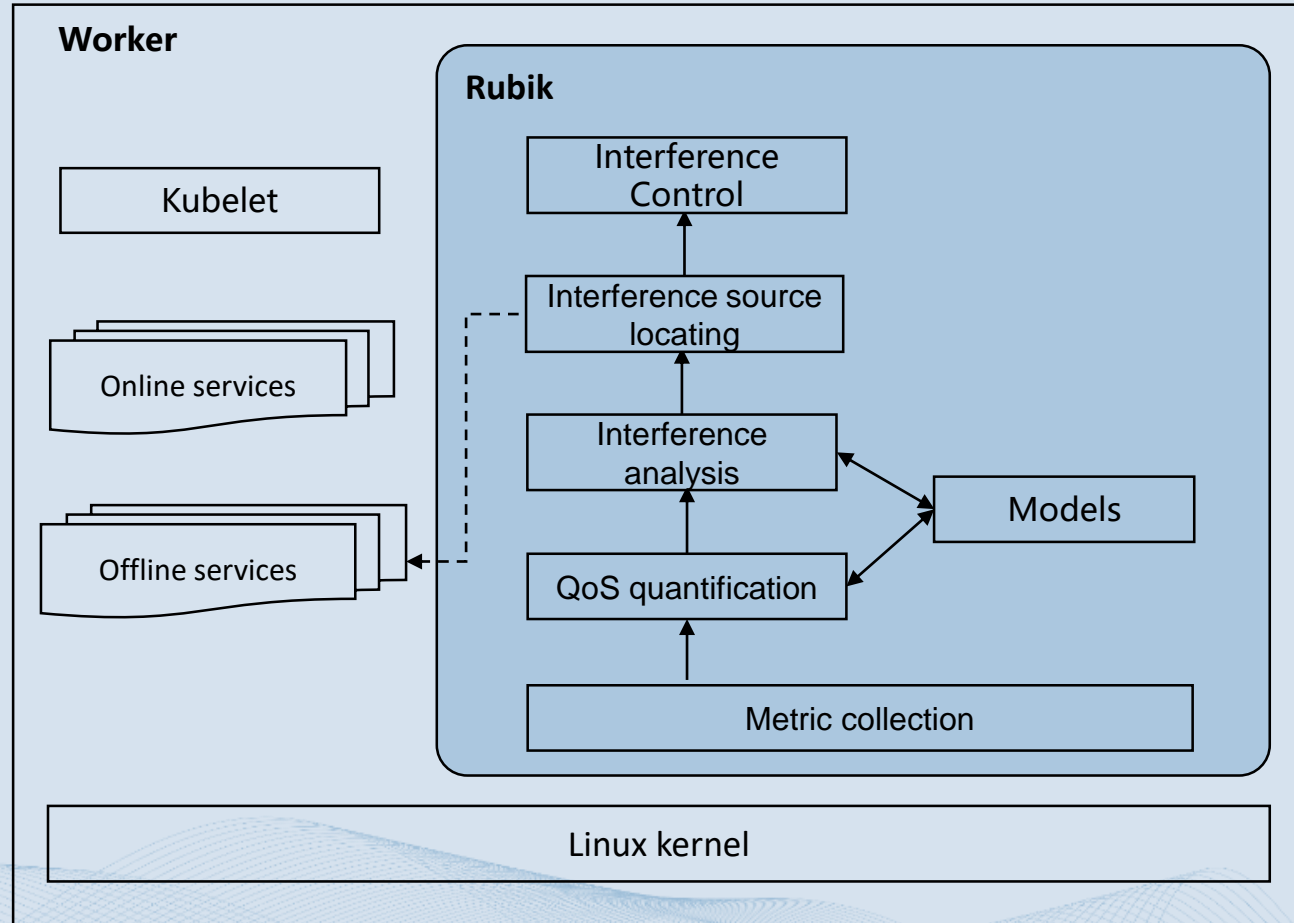 Worker
Rubik
Kubelet
Online services
Offline services
Interference
Control
Interference source
locating
Interference
analysis
Models
QoS quantification
Metric collection
Linux kernel